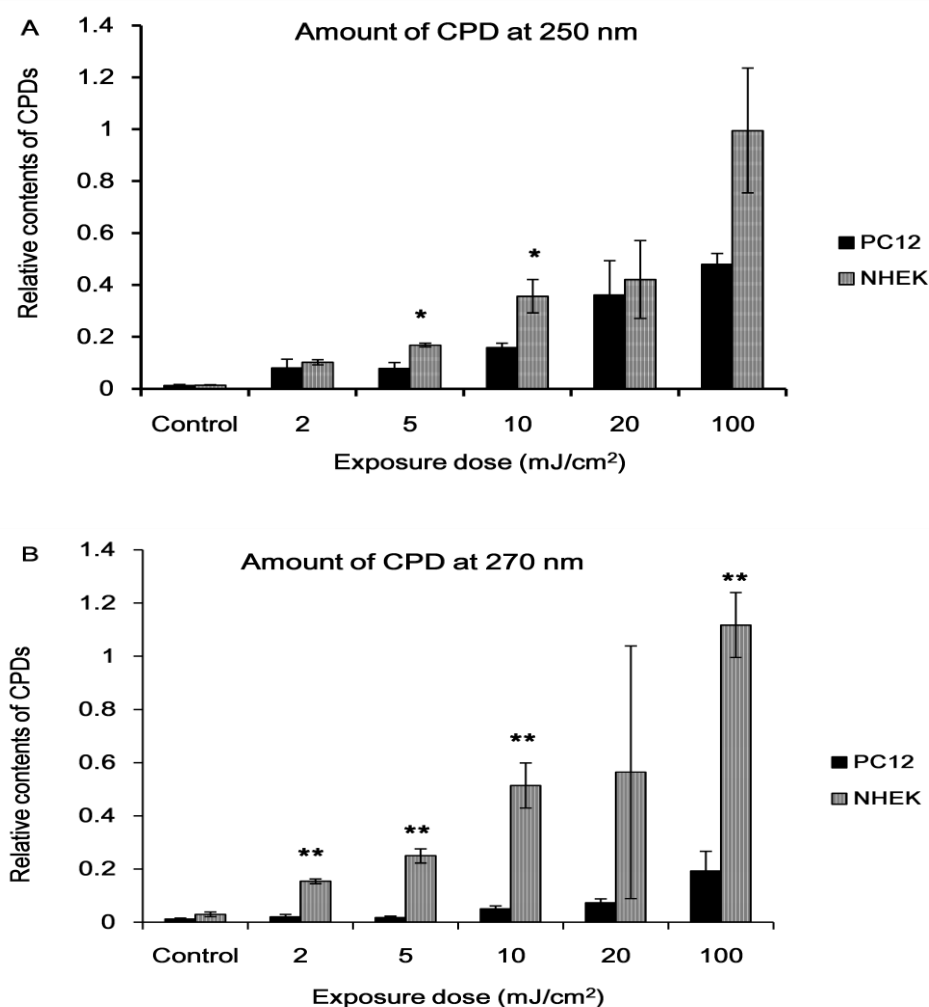 A
Amount of CPD at 250 nm
Relative contents of CPDs
1.4
1.2
1
0.8
0.6
0.4
0.2
0
*
*
PC12
NHEK
Control 2 5 10 20 100
Exposure dose (mJ/cm²)
B
Amount of CPD at 270 nm
Relative contents of CPDs
1.4
1.2
1
0.8
0.6
0.4
0.2
0
**
**
**
**
PC12
NHEK
Control 2 5 10 20 100
Exposure dose (mJ/cm²)